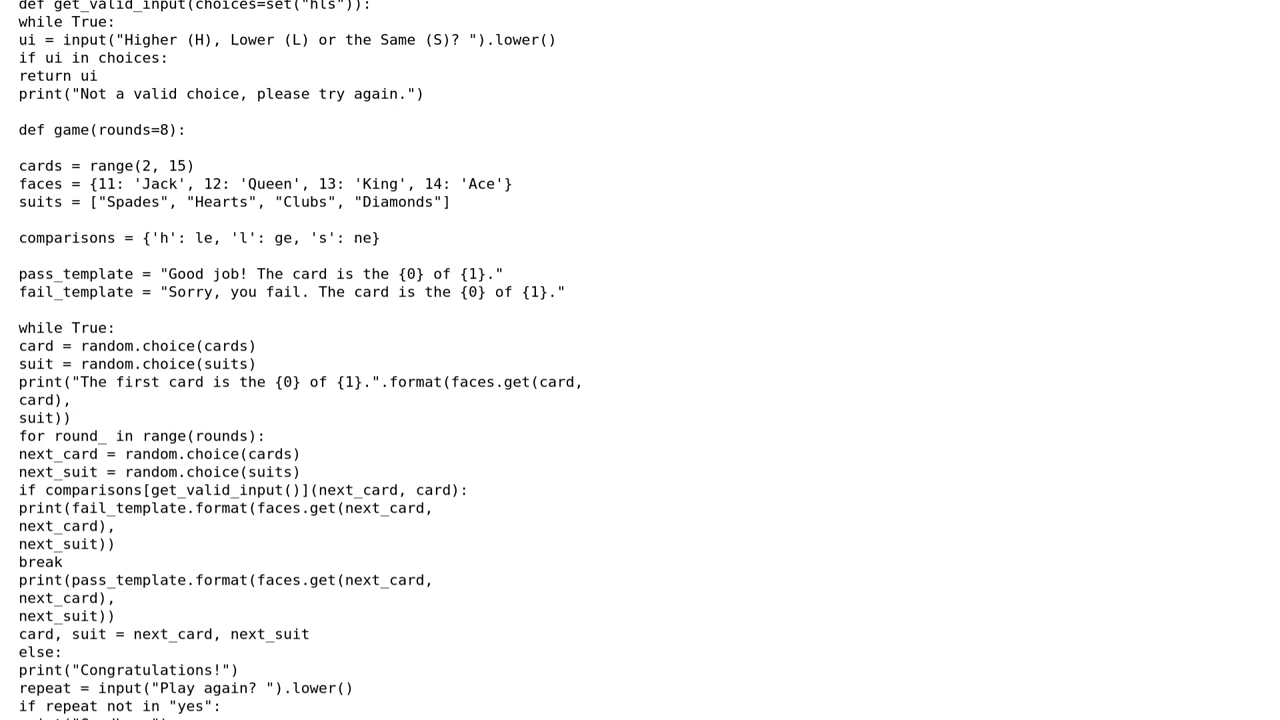 def get_valid_input(choices=set("hls")):
while True:
ui = input("Higher (H), Lower (L) or the Same (S)? ").lower()
if ui in choices:
return ui
print("Not a valid choice, please try again.")
def game(rounds=8):
cards = range(2, 15)
faces = {11: 'Jack', 12: 'Queen', 13: 'King', 14: 'Ace'}
suits = ["Spades", "Hearts", "Clubs", "Diamonds"]
comparisons = {'h': le, 'l': ge, 's': ne}
pass_template = "Good job! The card is the {0} of {1}."
fail_template = "Sorry, you fail. The card is the {0} of {1}."
while True:
card = random.choice(cards)
suit = random.choice(suits)
print("The first card is the {0} of {1}.".format(faces.get(card,
card),
suit))
for round_ in range(rounds):
next_card = random.choice(cards)
next_suit = random.choice(suits)
if comparisons[get_valid_input()](next_card, card):
print(fail_template.format(faces.get(next_card,
next_card),
next_suit))
break
print(pass_template.format(faces.get(next_card,
next_card),
next_suit))
card, suit = next_card, next_suit
else:
print("Congratulations!")
repeat = input("Play again? ").lower()
if repeat not in "yes":